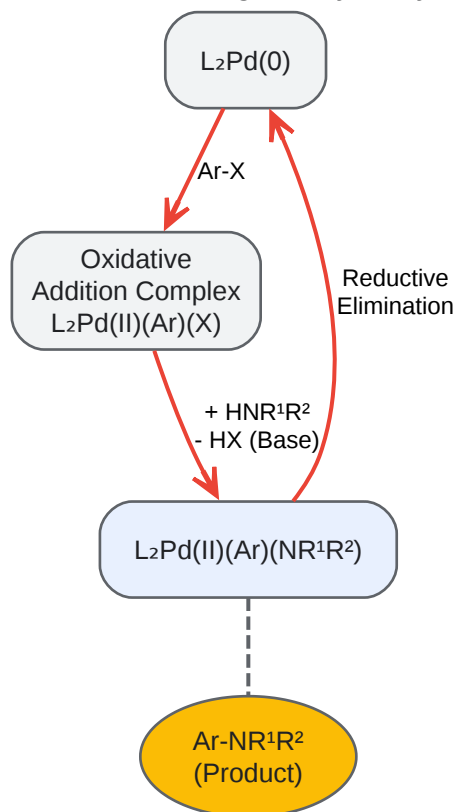 L₂Pd(0)
Ar-X
Oxidative
Addition Complex
L₂Pd(II)(Ar)(X)
Reductive
Elimination
+ HNR¹R²
- HX (Base)
L₂Pd(II)(Ar)(NR¹R²)
Ar-NR¹R²
(Product)